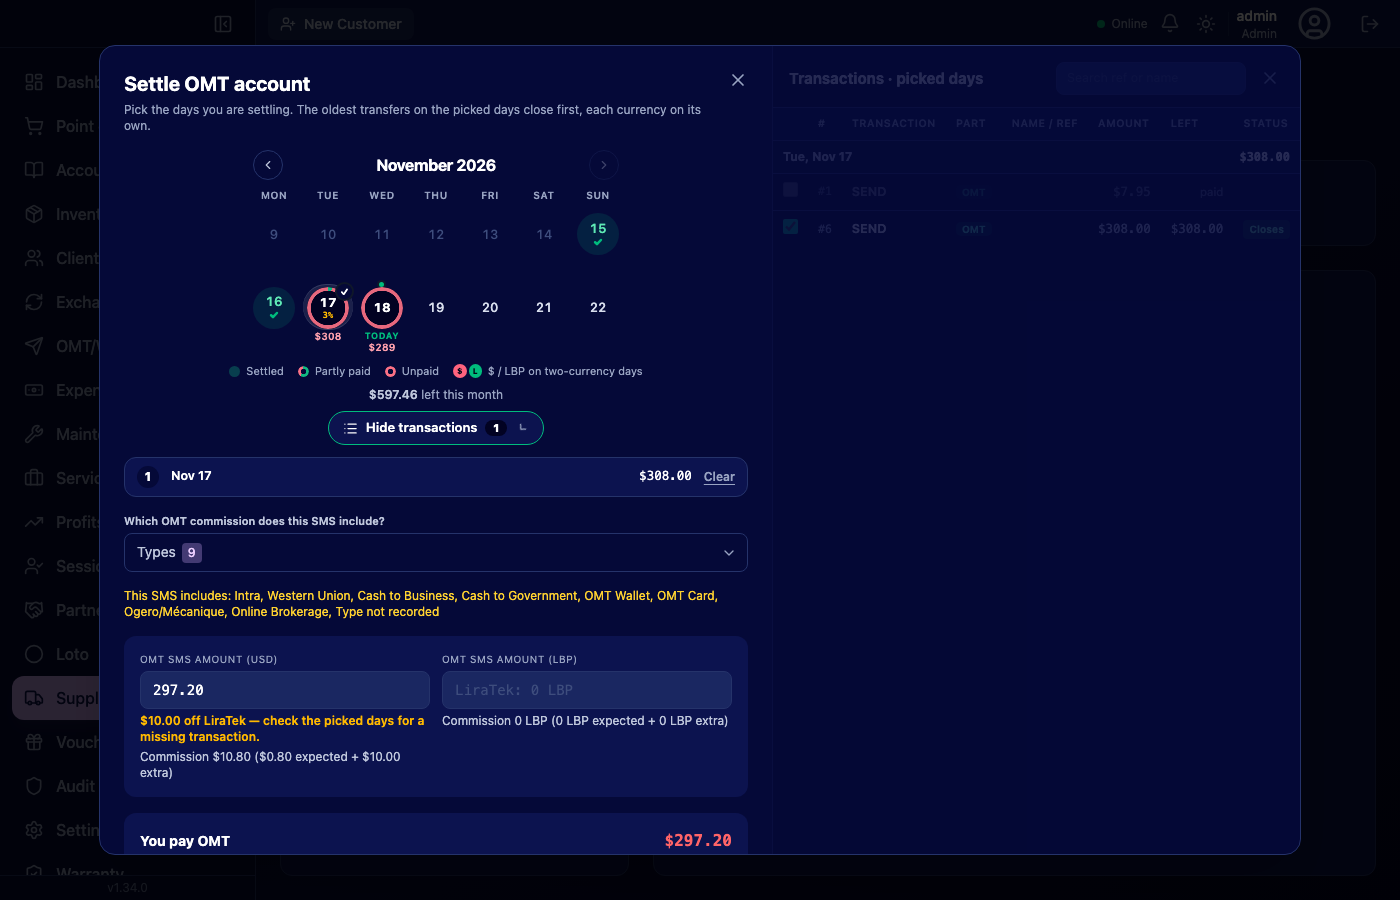 New Customer
Online
admin
Admin
Dashb
Point
Accou
Invent
Client
Excha
OMT/
Exper
Maint
Servic
Profit
Sessio
Partne
Loto
Suppl
Vouch
Audit
Settin
Warranty
v1.34.0
Settle OMT account
Pick the days you are settling. The oldest transfers on the picked days close first, each currency on its
own.
November 2026
MON TUE WED THU FRI SAT SUN
9 10 11 12 13 14 15
16 17 18 19 20 21 22
3%
$308 TODAY
$289
Settled Partly paid Unpaid $ L $ / LBP on two-currency days
$597.46 left this month
Hide transactions 1
1 Nov 17 $308.00 Clear
Which OMT commission does this SMS include?
Types 9
This SMS includes: Intra, Western Union, Cash to Business, Cash to Government, OMT Wallet, OMT Card,
Ogero/Mécanique, Online Brokerage, Type not recorded
OMT SMS AMOUNT (USD) OMT SMS AMOUNT (LBP)
297.20 LiraTek: 0 LBP
$10.00 off LiraTek — check the picked days for a
missing transaction.
Commission 0 LBP (0 LBP expected + 0 LBP extra)
Commission $10.80 ($0.80 expected + $10.00
extra)
You pay OMT $297.20
Transactions · picked days
# TRANSACTION PART NAME / REF AMOUNT LEFT STATUS
Tue, Nov 17 $308.00
#1 SEND OMT $7.95 paid
#6 SEND OMT $308.00 $308.00 Closes